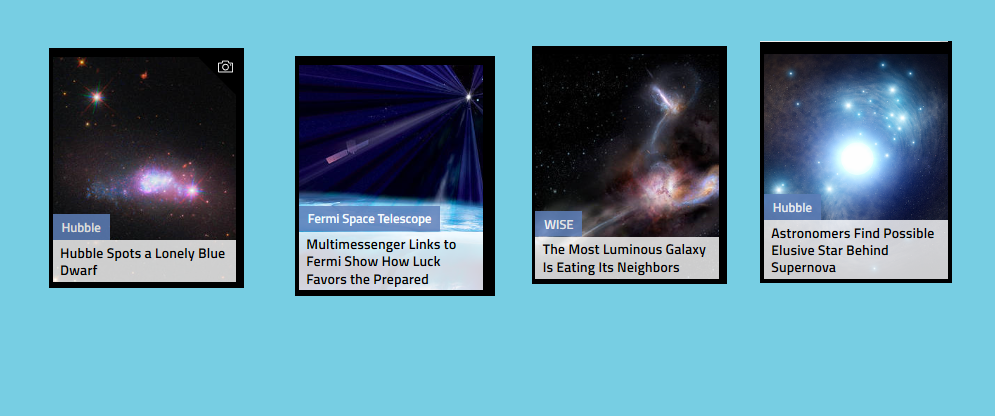 Hubble
Hubble Spots a Lonely Blue
Dwarf
Fermi Space Telescope
Multimessenger Links to
Fermi Show How Luck
Favors the Prepared
WISE
The Most Luminous Galaxy
Is Eating Its Neighbors
Hubble
Astronomers Find Possible
Elusive Star Behind
Supernova